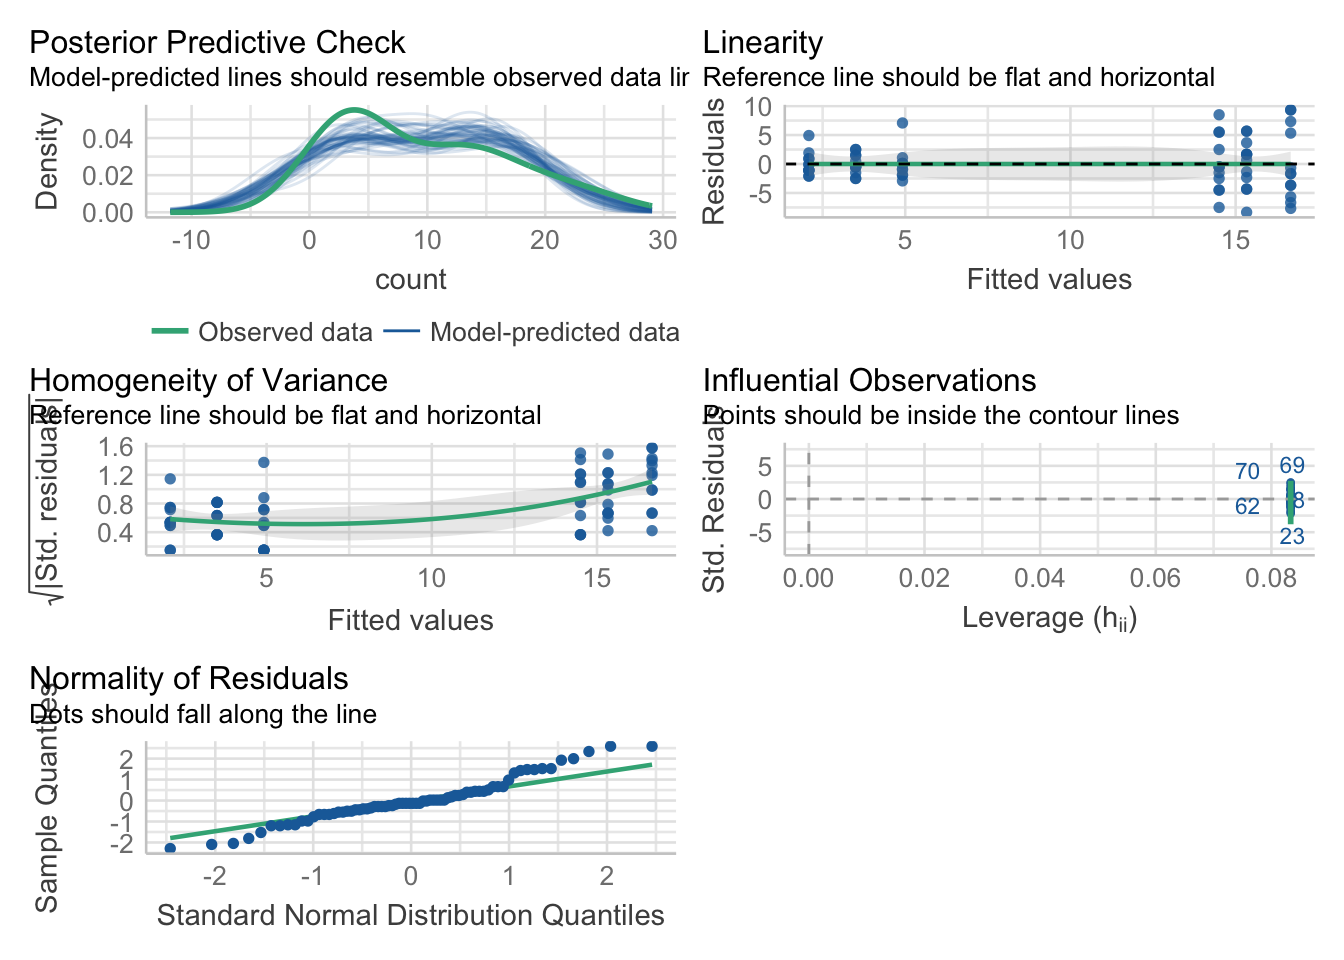 Posterior Predictive Check
Model-predicted lines should resemble observed data lir
Density
0.04
0.02
0.00
-10 0 10 20 30
count
Observed data Model-predicted data
Linearity
Reference line should be flat and horizontal
Residuals
10
5
0
-5
5 10 15
Fitted values
Homogeneity of Variance
Reference line should be flat and horizontal
√|Std. residuals|
1.6
1.2
0.8
0.4
5 10 15
Fitted values
Influential Observations
Points should be inside the contour lines
Std. Residuals
5
0
-5
70 69
62 8
23
0.00 0.02 0.04 0.06 0.08
Leverage (hii)
Normality of Residuals
Dots should fall along the line
Sample Quantiles
2
1
0
-1
-2
-2 -1 0 1 2
Standard Normal Distribution Quantiles